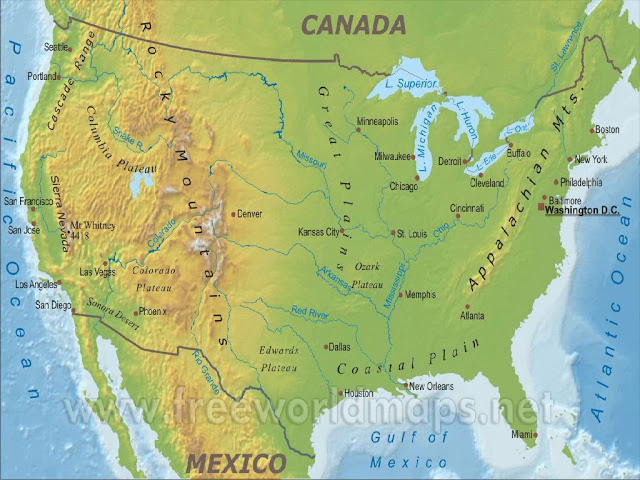 CANADA
Pacific Ocean
Seattle
Portland
Cascade Range
Rocky Mountains
Columbia Plateau
Snake R.
Great Plains
Missouri
Minneapolis
Milwaukee
Chicago
L. Superior
L. Michigan
L. Huron
L. Erie
L. Ont.
St. Lawrence
Detroit
Buffalo
Cleveland
Boston
New York
Philadelphia
Baltimore
Washington D.C.
Appalachian Mts.
San Francisco
San Jose
Sierra Nevada
Mt Whitney
4418
Denver
Kansas City
St. Louis
Cincinnati
Ohio
Colorado
Las Vegas
Colorado
Plateau
Los Angeles
San Diego
Sonora Desert
Phoenix
Arkansas
Ozark
Plateau
Mississippi
Memphis
Atlanta
Red River
Dallas
Edwards
Plateau
Coastal Plain
Rio Grande
Houston
New Orleans
Miami
Atlantic Ocean
Gulf of
Mexico
MEXICO
www.freeworldmaps.net